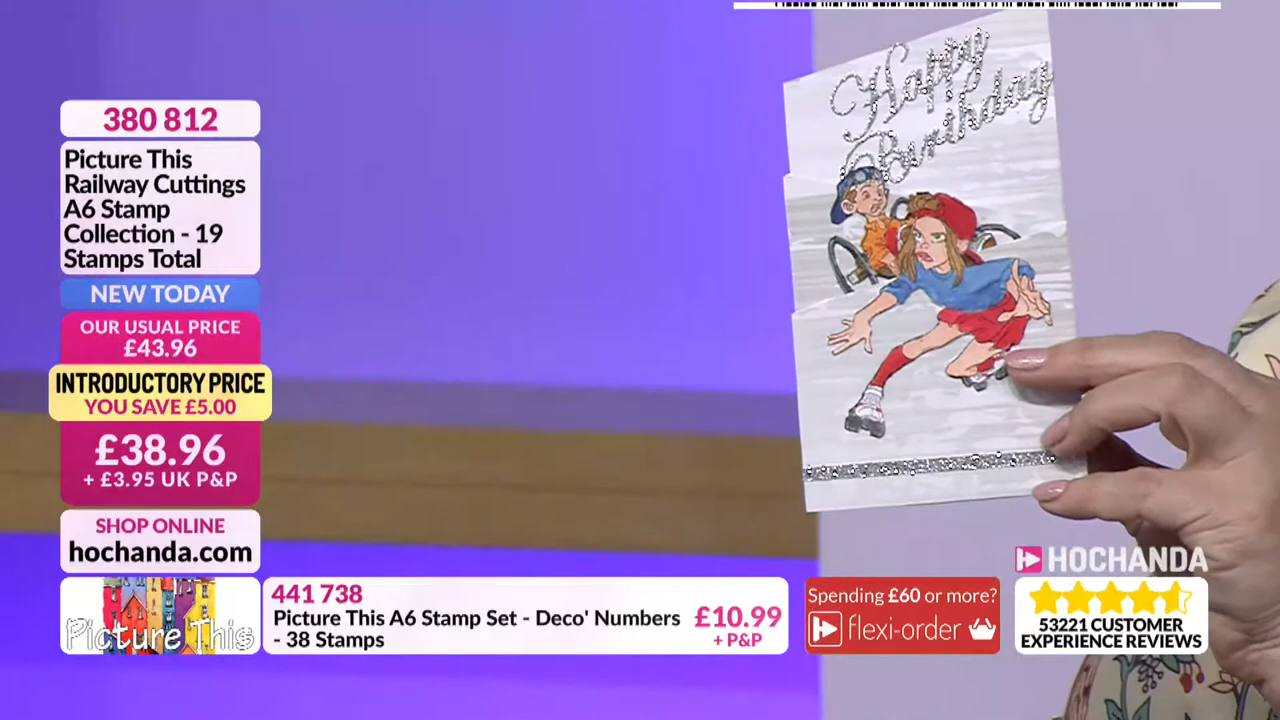 Happy
Birthday
380 812
Picture This
Railway Cuttings
A6 Stamp
Collection - 19
Stamps Total
NEW TODAY
OUR USUAL PRICE
£43.96
INTRODUCTORY PRICE
YOU SAVE £5.00
£38.96
+ £3.95 UK P&P
SHOP ONLINE
hochanda.com
Picture This
441 738
Picture This A6 Stamp Set - Deco' Numbers
- 38 Stamps
£10.99
+ P&P
Spending £60 or more?
flexi-order
HOCHANDA
53221 CUSTOMER
EXPERIENCE REVIEWS